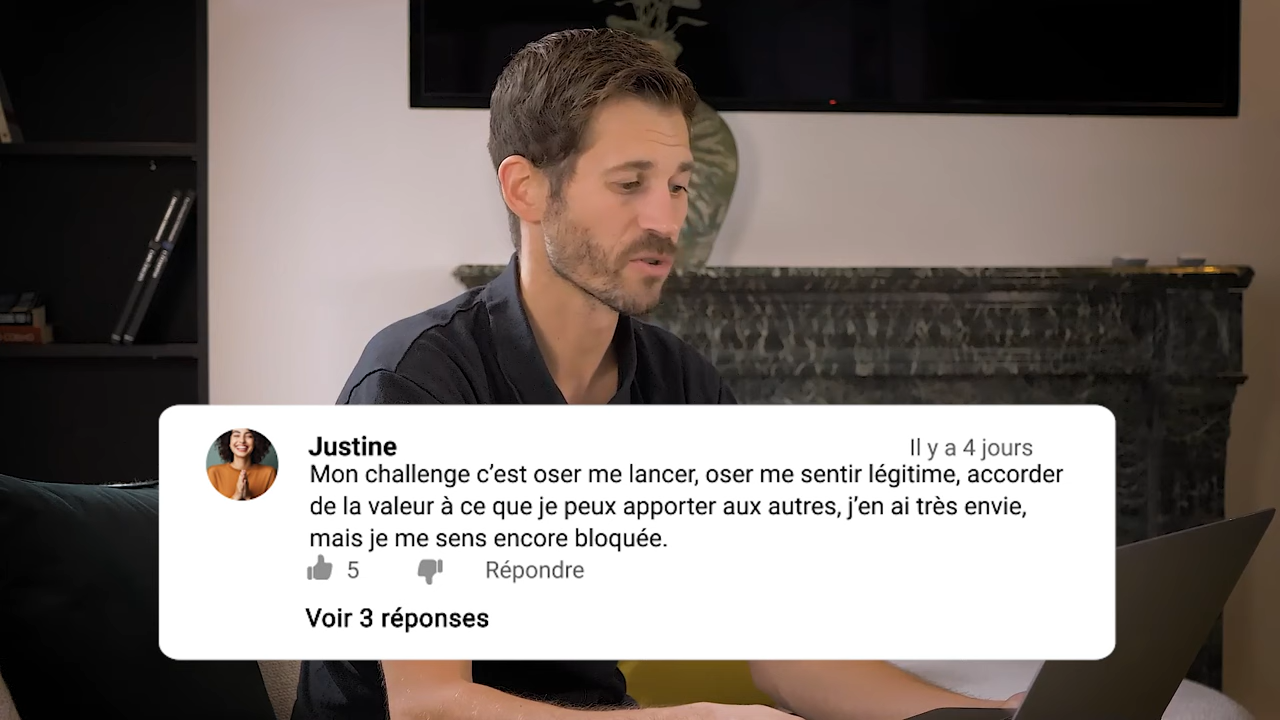 Justine
Il y a 4 jours
Mon challenge c’est oser me lancer, oser me sentir légitime, accorder
de la valeur à ce que je peux apporter aux autres, j’en ai très envie,
mais je me sens encore bloquée.
5 Répondre
Voir 3 réponses